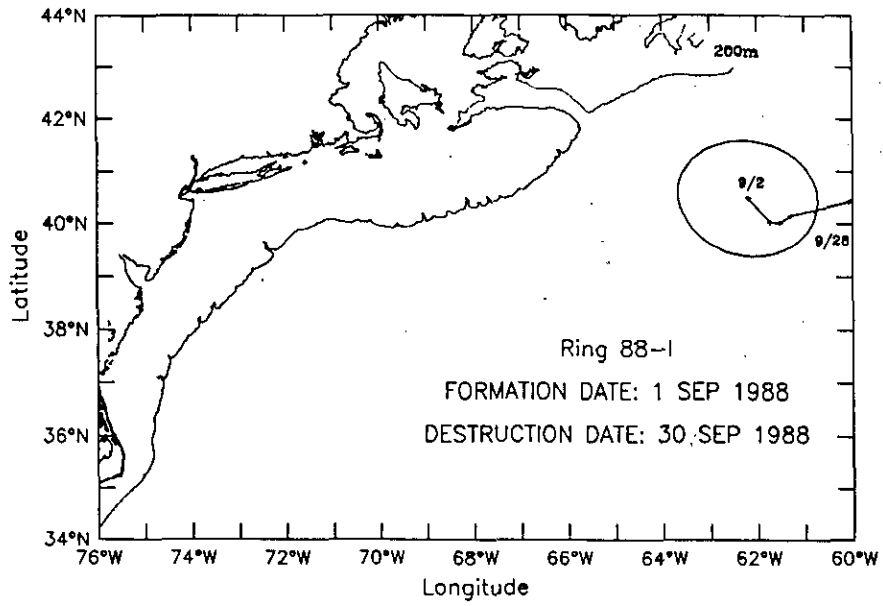 44°N
42°N
40°N
38°N
36°N
34°N
Latitude
200m
9/2
9/28
Ring 88-I
FORMATION DATE: 1 SEP 1988
DESTRUCTION DATE: 30 SEP 1988
76°W 74°W 72°W 70°W 68°W 66°W 64°W 62°W 60°W
Longitude